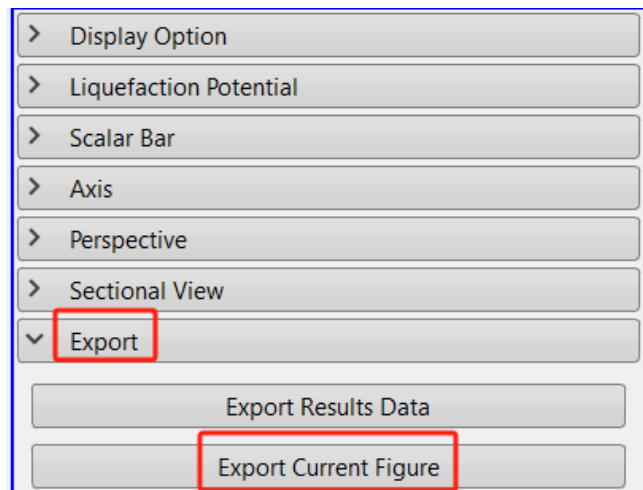 Display Option
Liquefaction Potential
Scalar Bar
Axis
Perspective
Sectional View
Export
Export Results Data
Export Current Figure